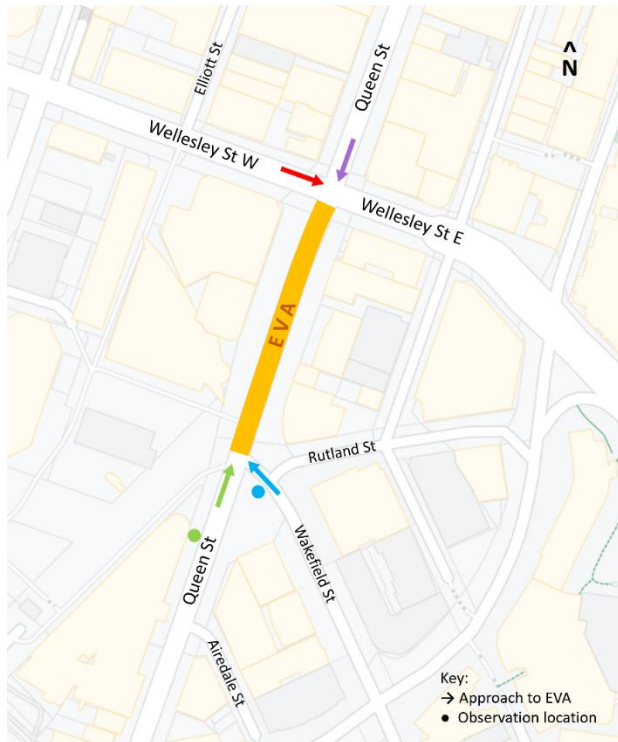 Elliott St
Queen St
^
N
Wellesley St W
Wellesley St E
EVA
Rutland St
Queen St
Wakefield St
Airedale St
Key:
→ Approach to EVA
● Observation location